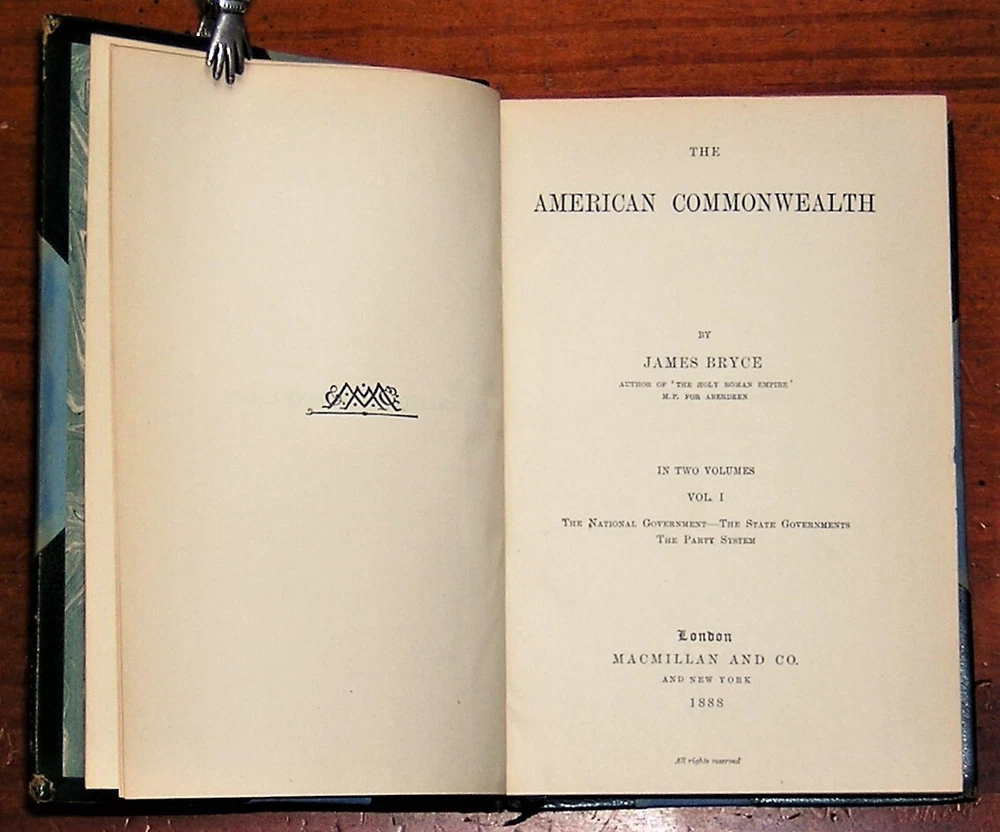 THE
AMERICAN COMMONWEALTH
BY
JAMES BRYCE
AUTHOR OF 'THE HOLY ROMAN EMPIRE'
M.P. FOR ABERDEEN
IN TWO VOLUMES
VOL. I
The National Government—The State Governments
The Party System
London
MACMILLAN AND CO.
AND NEW YORK
1888
All rights reserved